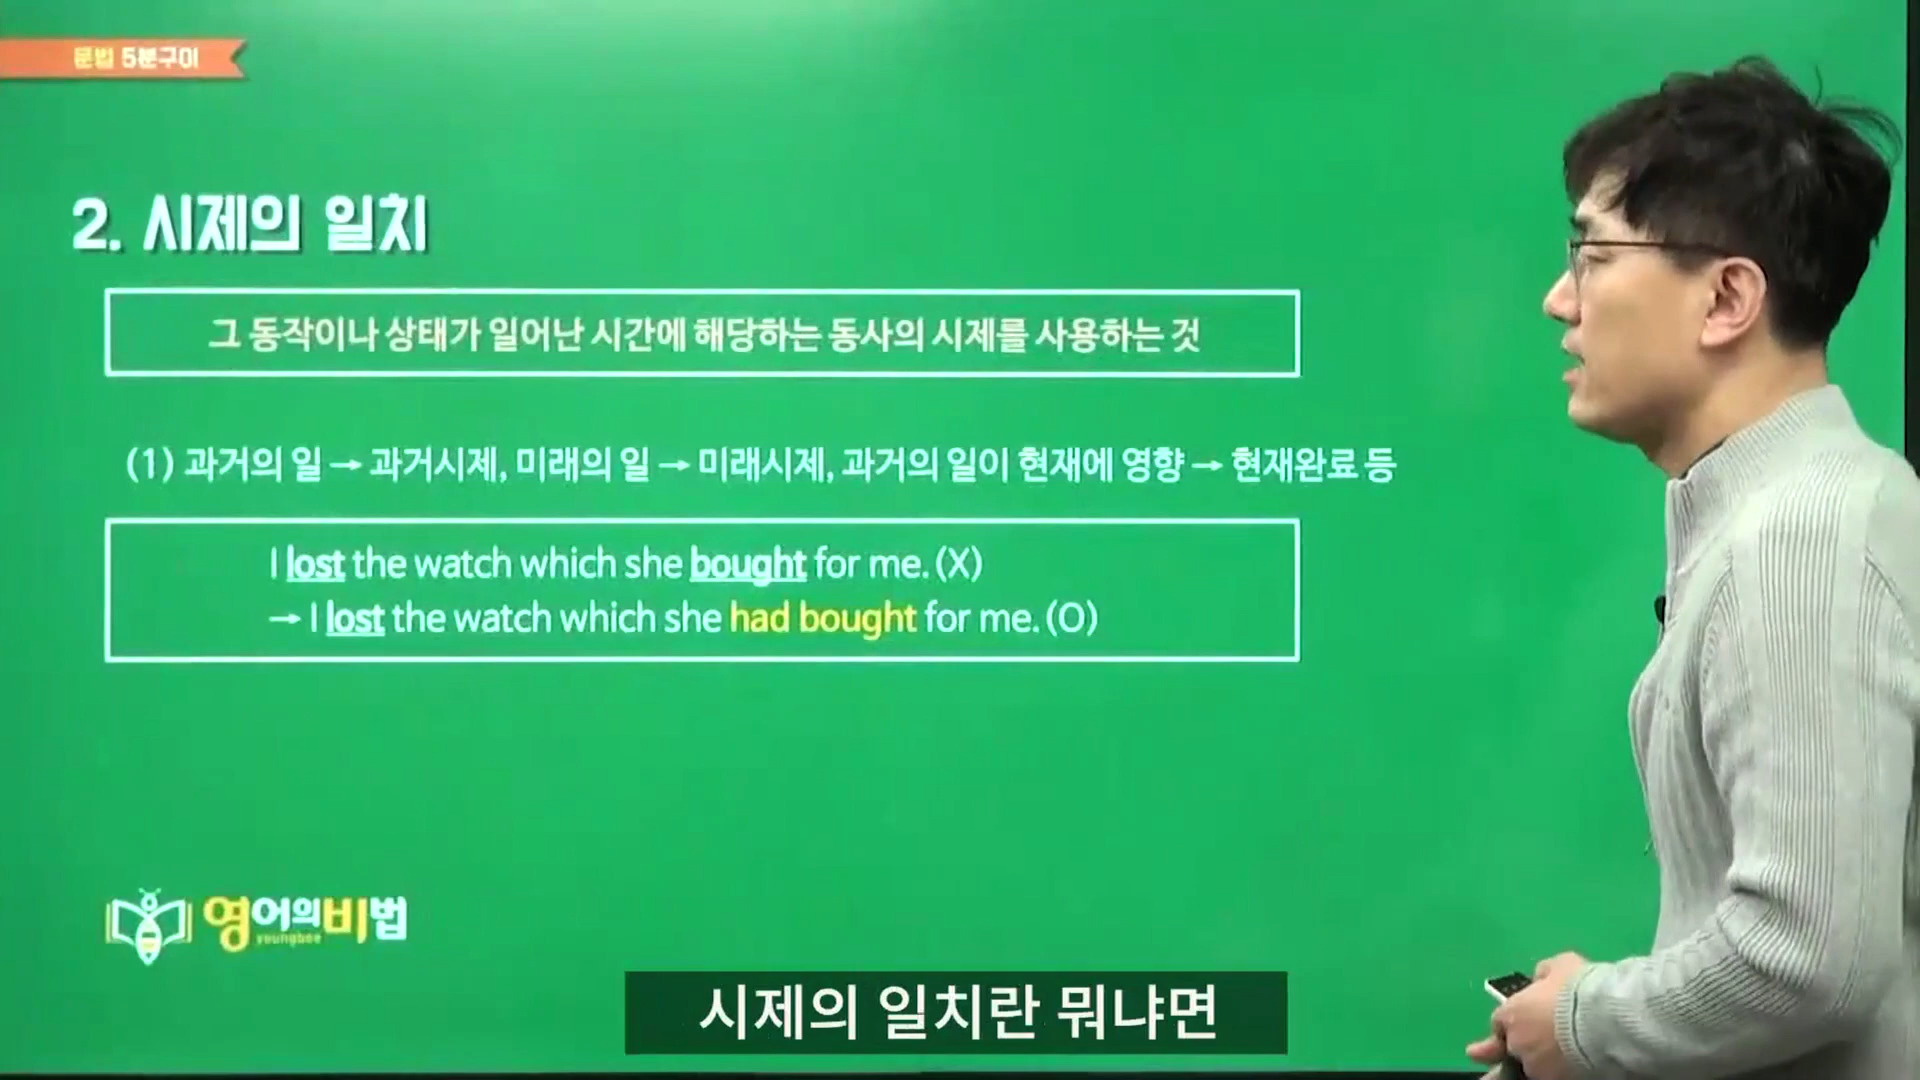 문법 5분구이
2. 시제의 일치
그 동작이나 상태가 일어난 시간에 해당하는 동사의 시제를 사용하는 것
(1) 과거의 일 → 과거시제, 미래의 일 → 미래시제, 과거의 일이 현재에 영향 → 현재완료 등
I lost the watch which she bought for me. (X)
→ I lost the watch which she had bought for me. (O)
영어의비법
youngbee
시제의 일치란 뭐냐면